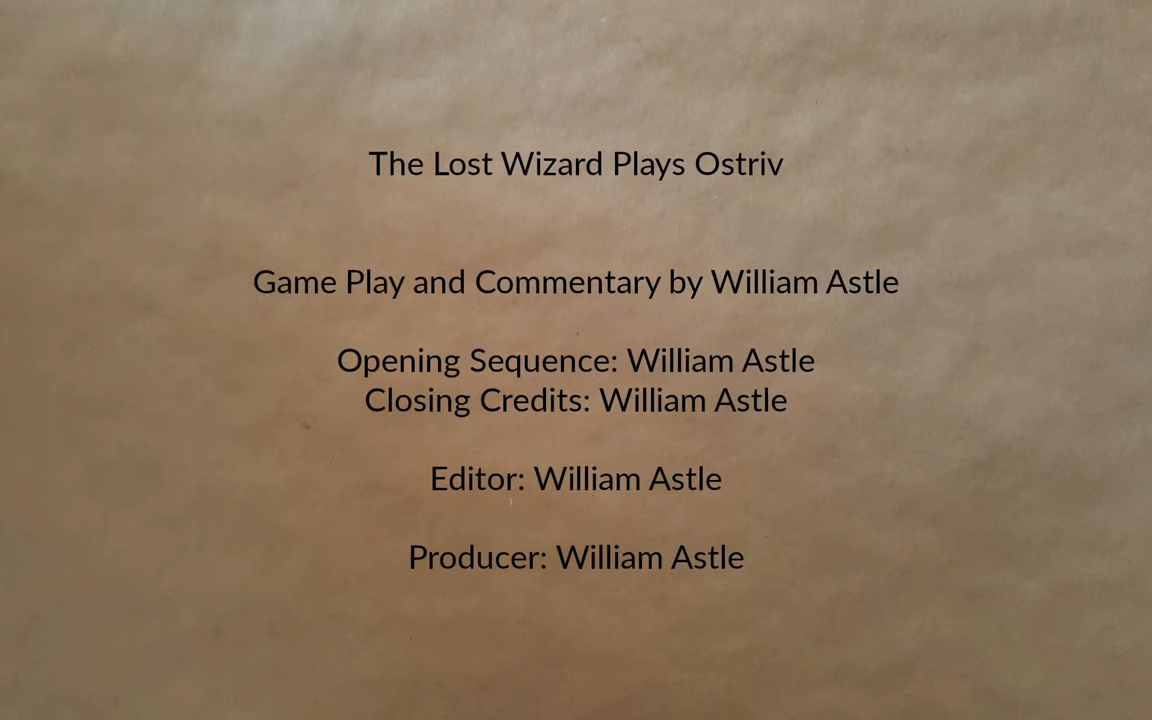 The Lost Wizard Plays Ostriv
Game Play and Commentary by William Astle
Opening Sequence: William Astle
Closing Credits: William Astle
Editor: William Astle
Producer: William Astle